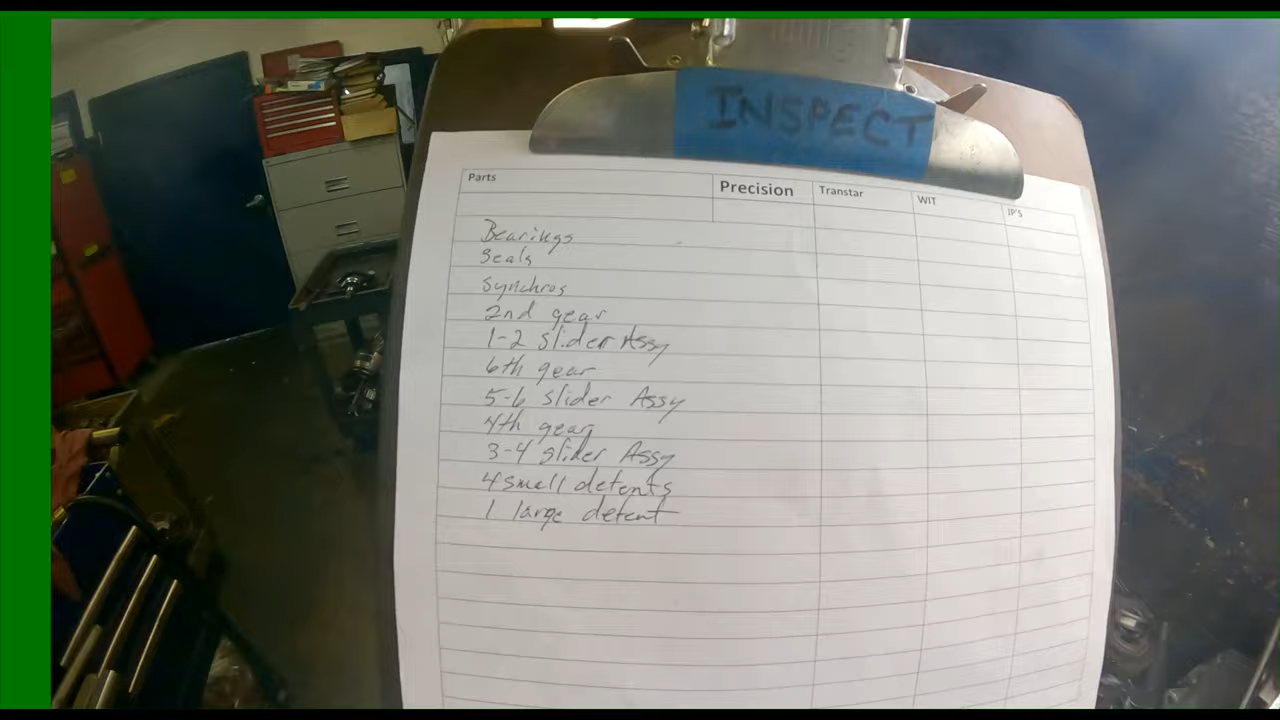 INSPECT
Parts Precision Transtar WIT JP'S
Bearings
Seals
Synchros
2nd gear
1-2 slider Assy
6th gear
5-6 slider Assy
4th gear
3-4 slider Assy
4 small detents
1 large detent